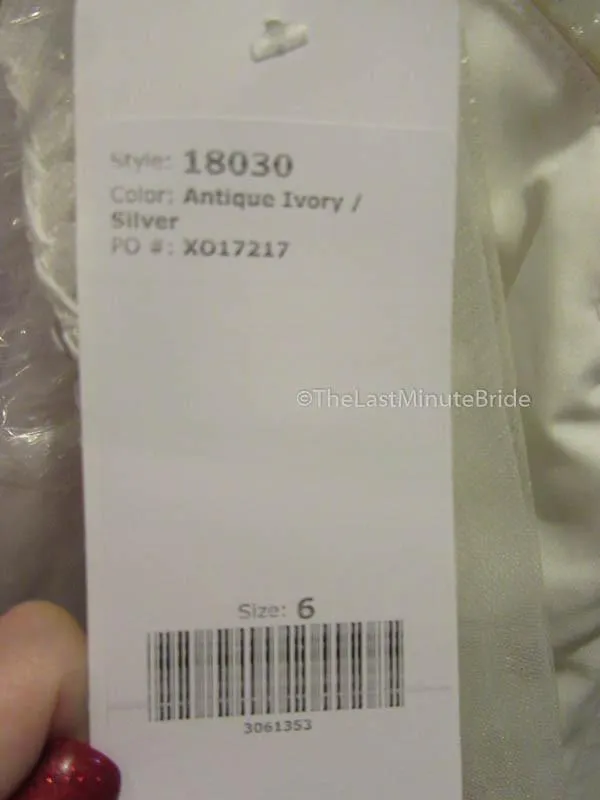 Style: 18030
Color: Antique Ivory /
Silver
PO #: XO17217
©TheLastMinuteBride
Size: 6
3061353